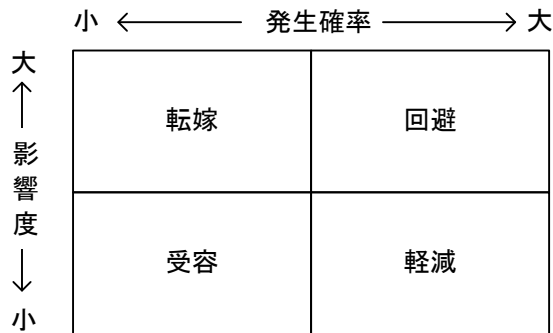 小 ← 発生確率 → 大
大
↑
影響度
↓
小
転嫁 回避
受容 軽減